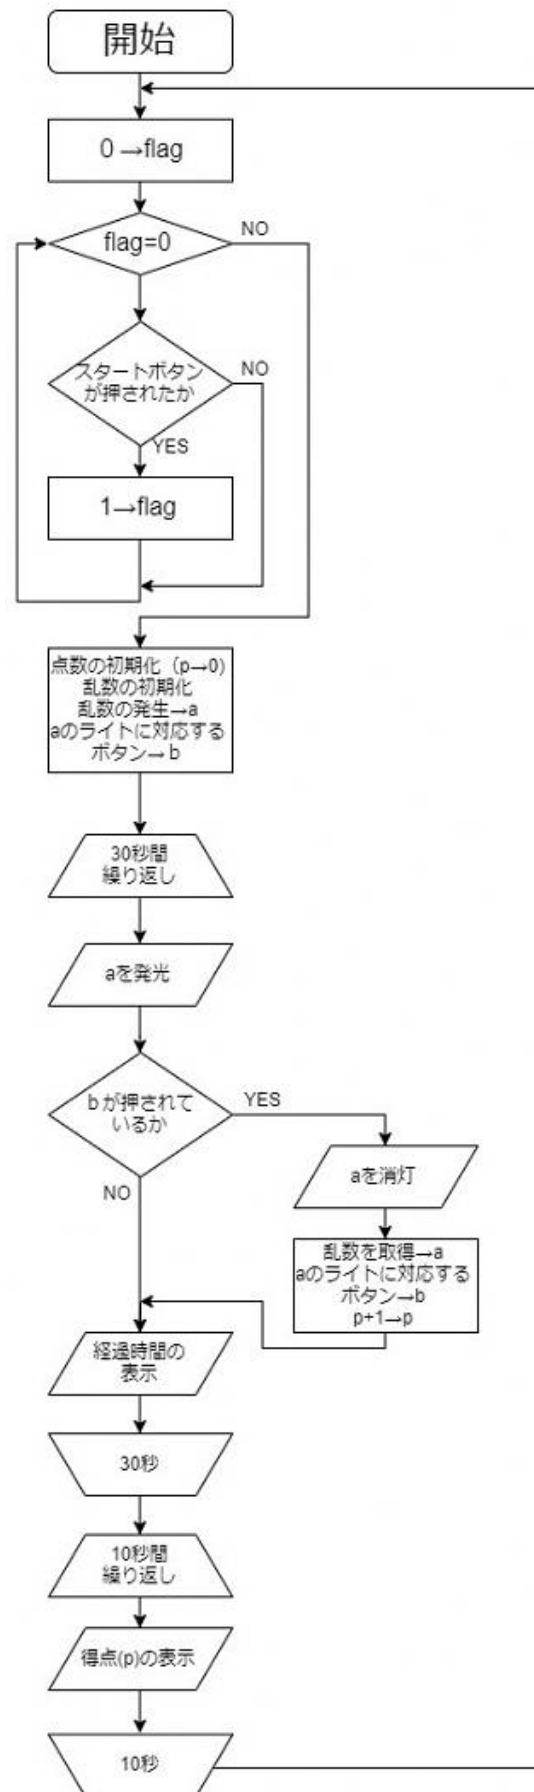 開始
0→flag
flag=0
NO
スタートボタン
が押されたか
NO
YES
1→flag
点数の初期化（p→0)
乱数の初期化
乱数の発生→a
aのライトに対応する
ボタン→ b
30秒間
繰り返し
aを発光
bが押されて
いるか
YES
NO
aを消灯
乱数を取得→a
aのライトに対応する
ボタン→b
p+1→p
経過時間の
表示
30秒
10秒間
繰り返し
得点(p)の表示
10秒